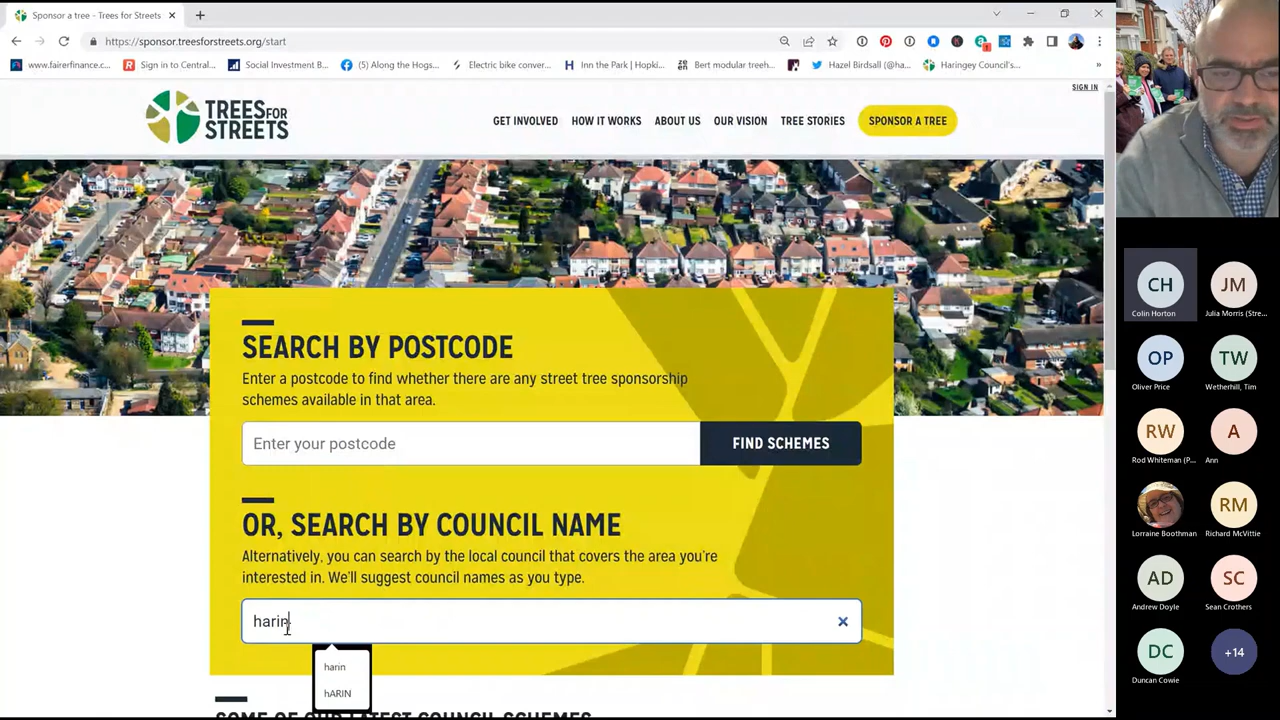 Sponsor a tree - Trees for Streets
https://sponsor.treesforstreets.org/start
www.fairerfinance.c...
Sign in to Central...
Social Investment B...
(5) Along the Hogs...
Electric bike conver...
Inn the Park | Hopki...
Bert modular treeh...
Hazel Birdsall (@ha...
Haringey Council's...
»
SIGN IN
TREES FOR
STREETS
GET INVOLVED
HOW IT WORKS
ABOUT US
OUR VISION
TREE STORIES
SPONSOR A TREE
SEARCH BY POSTCODE
Enter a postcode to find whether there are any street tree sponsorship
schemes available in that area.
Enter your postcode
FIND SCHEMES
OR, SEARCH BY COUNCIL NAME
Alternatively, you can search by the local council that covers the area you're
interested in. We'll suggest council names as you type.
harin
harin
hARIN
SOME OF OUR LATEST COUNCIL SCHEMES
CH
Colin Horton
JM
Julia Morris (Stre...
OP
Oliver Price
TW
Wetherhill, Tim
RW
Rod Whiteman (P...
A
Ann
Lorraine Boothman
RM
Richard McVittie
AD
Andrew Doyle
SC
Sean Crothers
DC
Duncan Cowie
+14